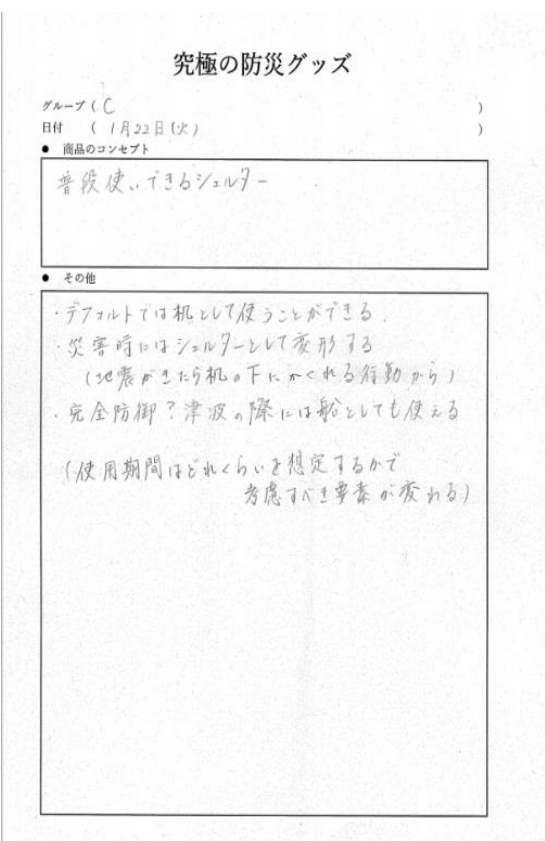 究極の防災グッズ
グループ ( C )
日付 ( 1月22日(火) )
● 商品のコンセプト
普段使いできるシェルター
● その他
・デフォルトでは机として使うことができる.
・災害時にはシェルターとして変形する
(地震がきたら机の下にかくれる行動から)
・完全防御?津波の際には船としても使える
(使用期間はどれくらいを想定するかで
考慮すべき要素が変わる)